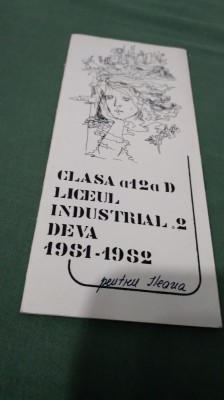 CLASA a12a D
LICEUL
INDUSTRIAL .2
DEVA
1981-1982
pentru Ileana